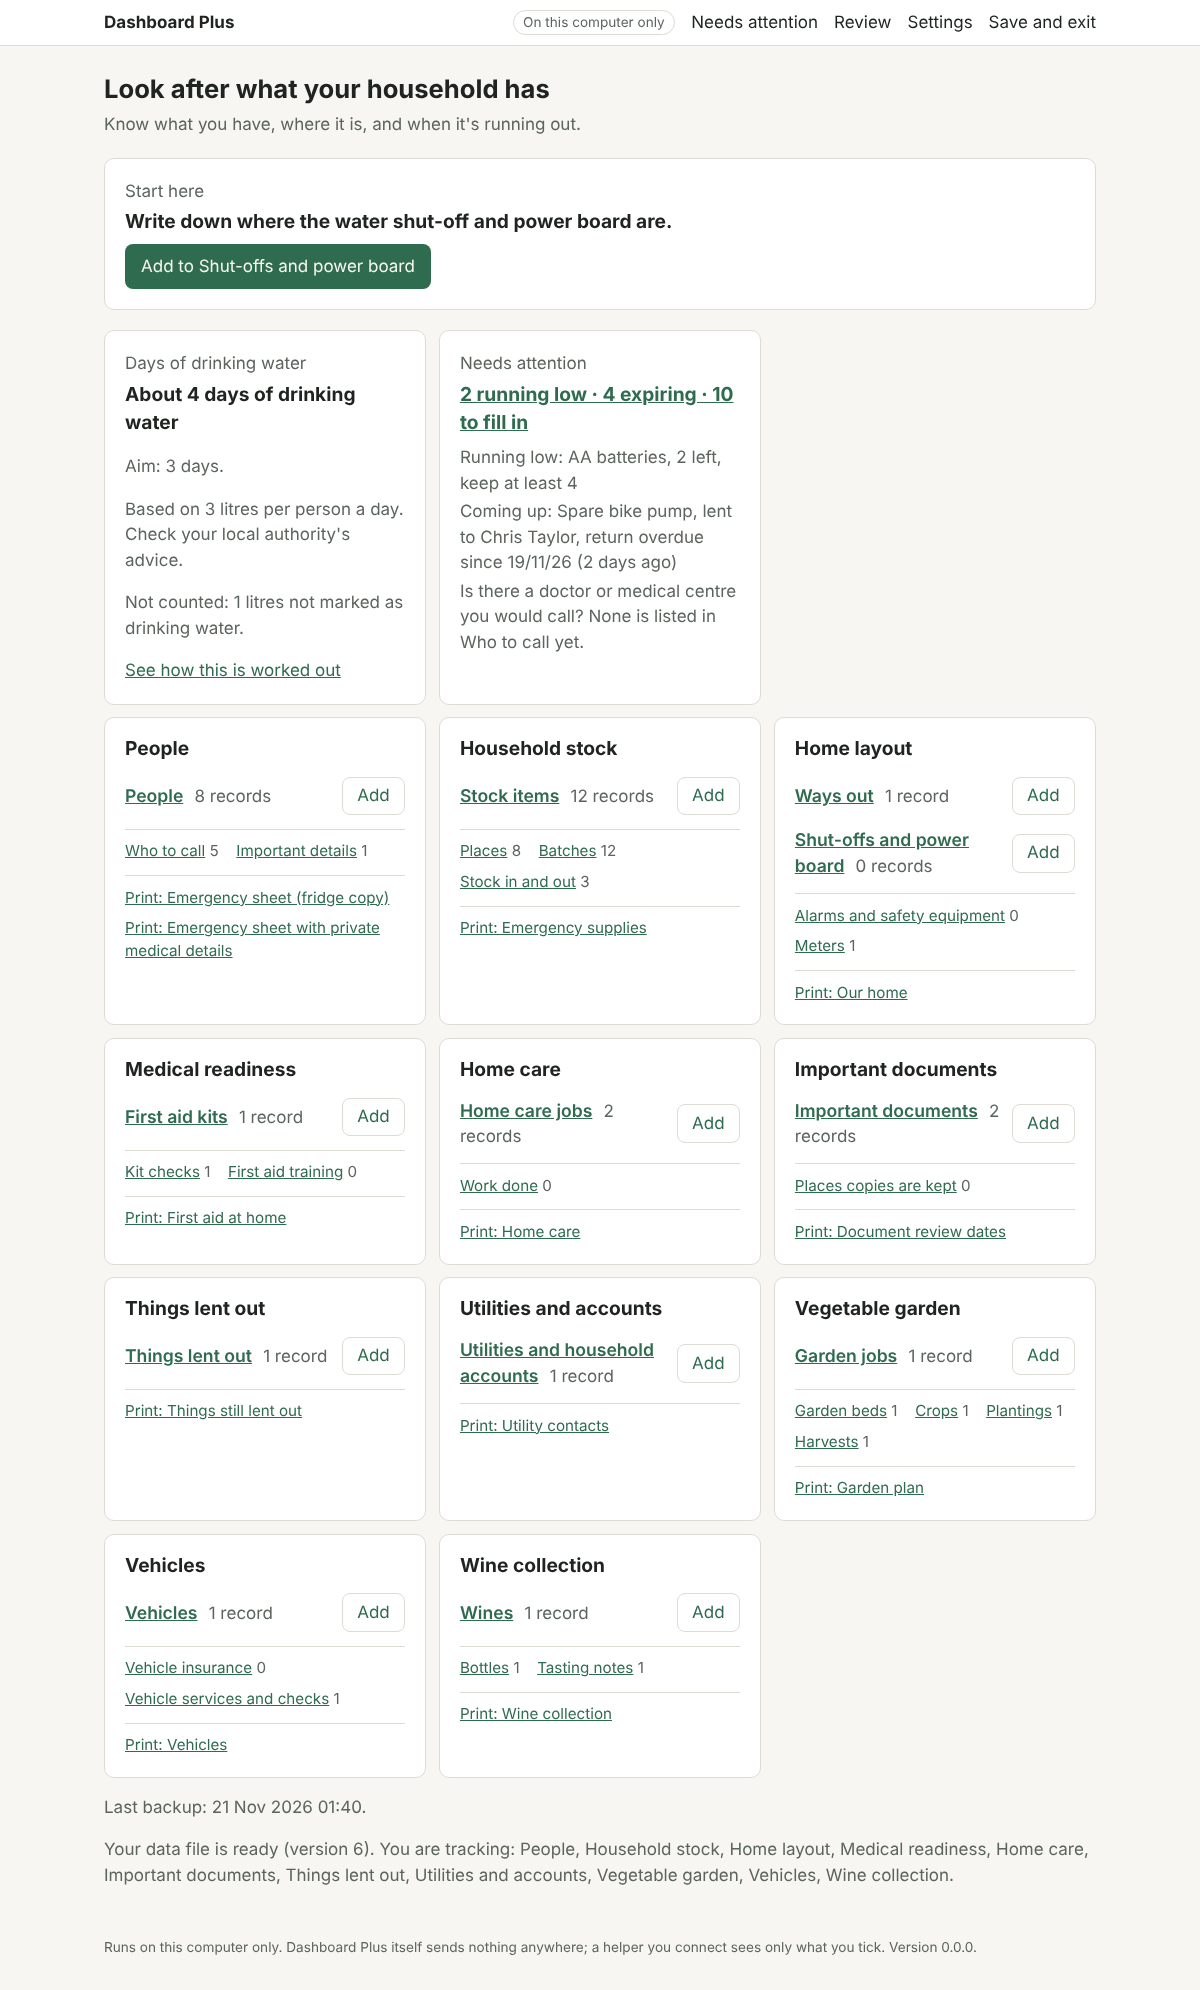 Dashboard Plus
On this computer only
Needs attention
Review
Settings
Save and exit
Look after what your household has
Know what you have, where it is, and when it's running out.
Start here
Write down where the water shut-off and power board are.
Add to Shut-offs and power board
Days of drinking water
About 4 days of drinking
water
Aim: 3 days.
Based on 3 litres per person a day.
Check your local authority's
advice.
Not counted: 1 litres not marked as
drinking water.
See how this is worked out
Needs attention
2 running low · 4 expiring · 10
to fill in
Running low: AA batteries, 2 left,
keep at least 4
Coming up: Spare bike pump, lent
to Chris Taylor, return overdue
since 19/11/26 (2 days ago)
Is there a doctor or medical centre
you would call? None is listed in
Who to call yet.
People
People 8 records
Add
Who to call 5 Important details 1
Print: Emergency sheet (fridge copy)
Print: Emergency sheet with private
medical details
Household stock
Stock items 12 records
Add
Places 8 Batches 12
Stock in and out 3
Print: Emergency supplies
Home layout
Ways out 1 record
Add
Shut-offs and power
board 0 records
Add
Alarms and safety equipment 0
Meters 1
Print: Our home
Medical readiness
First aid kits 1 record
Add
Kit checks 1 First aid training 0
Print: First aid at home
Home care
Home care jobs 2
records
Add
Work done 0
Print: Home care
Important documents
Important documents 2
records
Add
Places copies are kept 0
Print: Document review dates
Things lent out
Things lent out 1 record
Add
Print: Things still lent out
Utilities and accounts
Utilities and household
accounts 1 record
Add
Print: Utility contacts
Vegetable garden
Garden jobs 1 record
Add
Garden beds 1 Crops 1 Plantings 1
Harvests 1
Print: Garden plan
Vehicles
Vehicles 1 record
Add
Vehicle insurance 0
Vehicle services and checks 1
Print: Vehicles
Wine collection
Wines 1 record
Add
Bottles 1 Tasting notes 1
Print: Wine collection
Last backup: 21 Nov 2026 01:40.
Your data file is ready (version 6). You are tracking: People, Household stock, Home layout, Medical readiness, Home care,
Important documents, Things lent out, Utilities and accounts, Vegetable garden, Vehicles, Wine collection.
Runs on this computer only. Dashboard Plus itself sends nothing anywhere; a helper you connect sees only what you tick. Version 0.0.0.